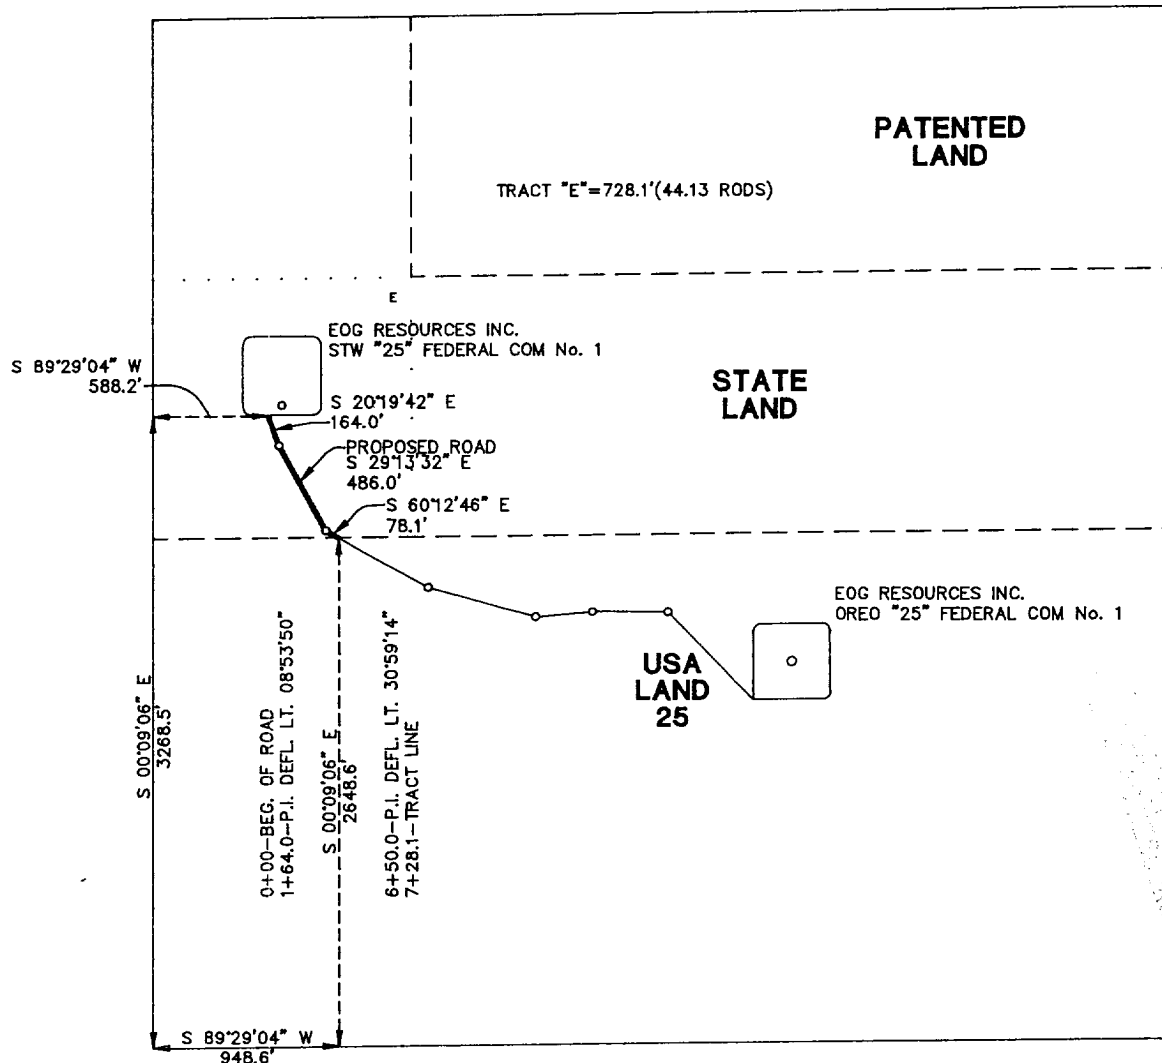 PATENTED
LAND
TRACT "E"=728.1'(44.13 RODS)
E
EOG RESOURCES INC.
STW "25" FEDERAL COM No. 1
S 89°29'04" W
588.2'
STATE
LAND
S 20°19'42" E
164.0'
PROPOSED ROAD
S 29°13'32" E
486.0'
S 60°12'46" E
78.1'
EOG RESOURCES INC.
OREO "25" FEDERAL COM No. 1
USA
LAND
25
S 00°09'06" E
3268.5'
0+00-BEG. OF ROAD
1+64.0-P.I. DEFL. LT. 08°53'50"
S 00°09'06" E
2648.6'
6+50.0-P.I. DEFL. LT. 30°59'14"
7+28.1-TRACT LINE
S 89°29'04" W
948.6'